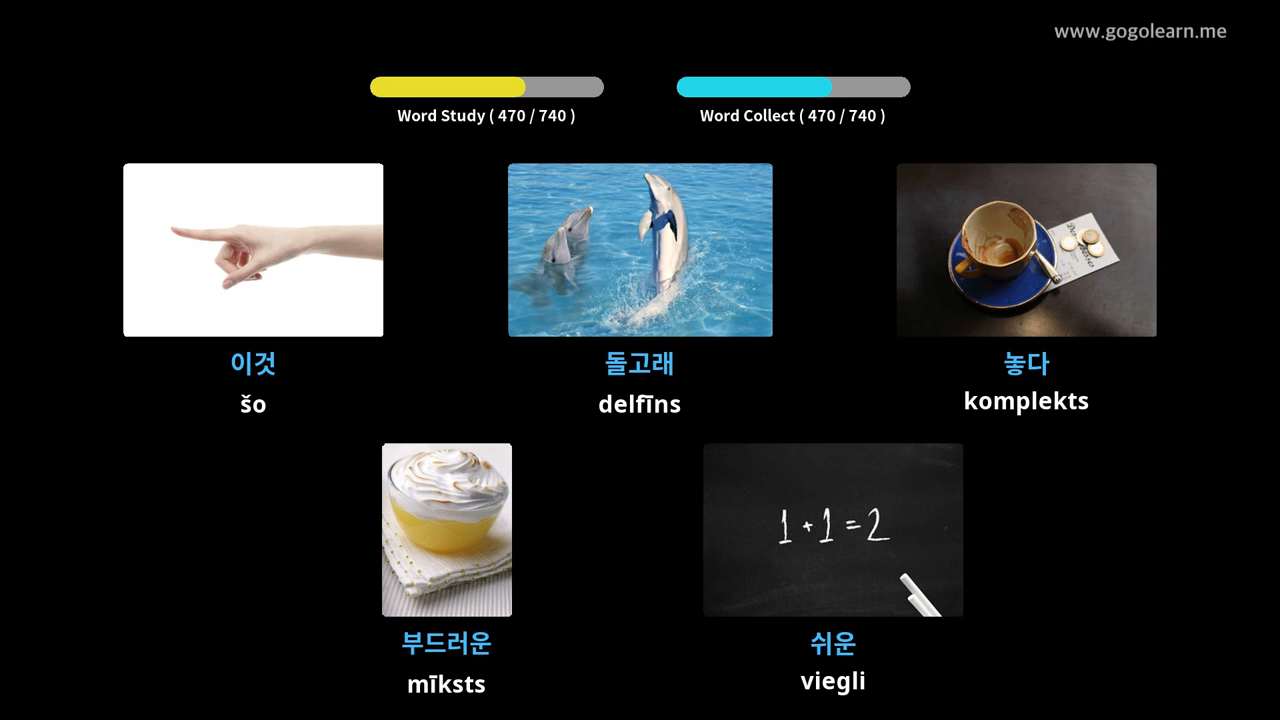 www.gogolearn.me
Word Study ( 470 / 740 )
Word Collect ( 470 / 740 )
이것
šo
돌고래
delfīns
놓다
komplekts
부드러운
mīksts
쉬운
viegli
1 + 1 = 2